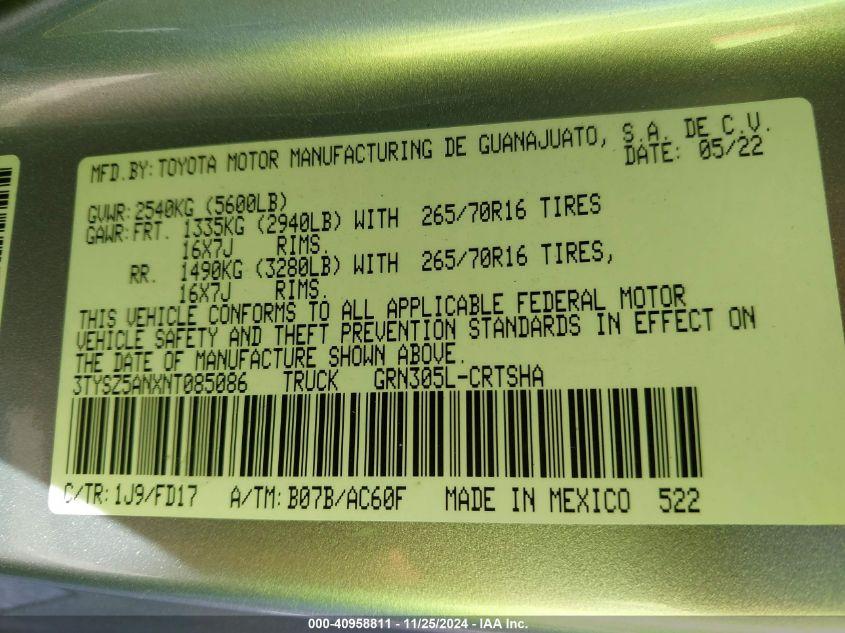 MFD.BY: TOYOTA MOTOR MANUFACTURING DE GUANAJUATO, S.A. DE C.V.
DATE: 05/22
GVWR: 2540KG (5600LB)
GAWR: FRT. 1335KG (2940LB) WITH 265/70R16 TIRES
16X7J RIMS.
RR. 1490KG (3280LB) WITH 265/70R16 TIRES,
16X7J RIMS.
THIS VEHICLE CONFORMS TO ALL APPLICABLE FEDERAL MOTOR
VEHICLE SAFETY AND THEFT PREVENTION STANDARDS IN EFFECT ON
THE DATE OF MANUFACTURE SHOWN ABOVE.
3TYSZ5ANXNT085086 TRUCK GRN305L-CRTSHA
C/TR: 1J9/FD17 A/TM: B07B/AC60F MADE IN MEXICO 522
000-40958811 - 11/25/2024 - IAA Inc.